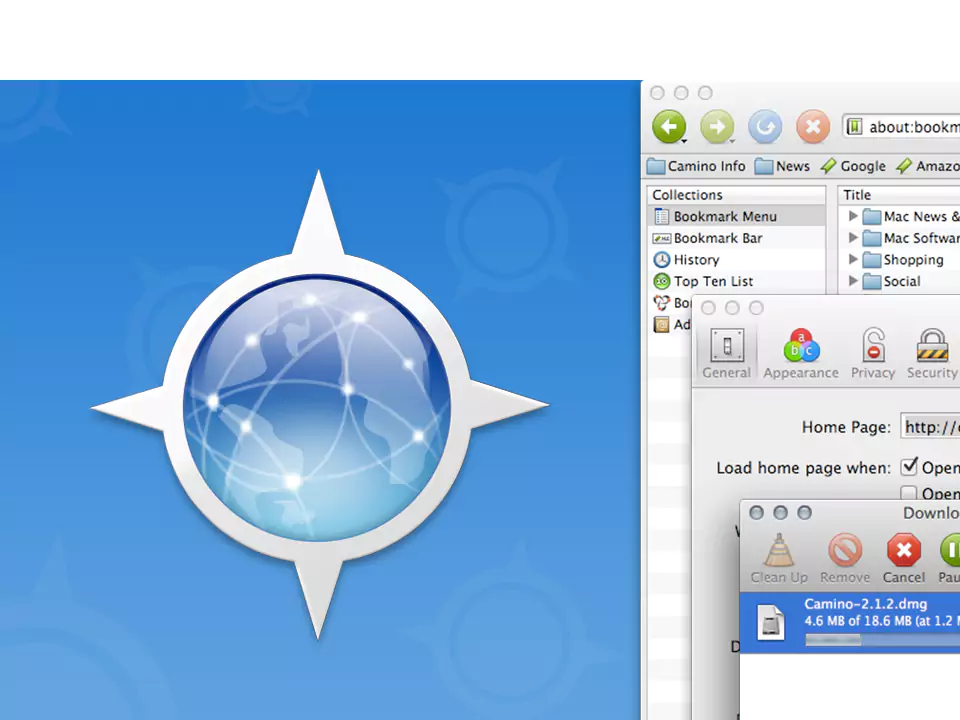 about:bookm
Camino Info News Google Amazo
Collections
Title
Bookmark Menu
Mac News &
Bookmark Bar
Mac Softwar
History
Shopping
Top Ten List
Social
Bo
Ad
a
b c
General Appearance Privacy Security
Home Page: http://
Load home page when: Open
Open
Downlo
Clean Up Remove Cancel Pau
Camino-2.1.2.dmg
4.6 MB of 18.6 MB (at 1.2 M
D